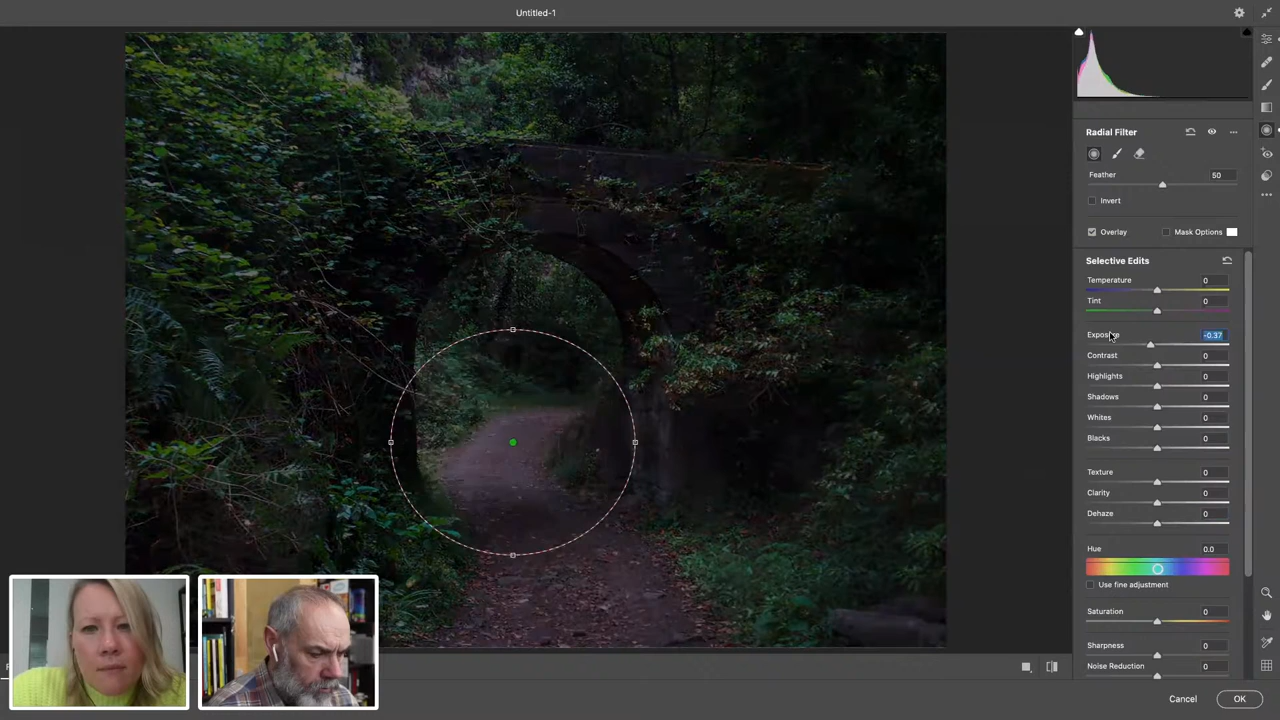 Untitled-1
Radial Filter
Feather
50
Invert
Overlay
Mask Options
Selective Edits
Temperature 0
Tint 0
Exposure -0.37
Contrast 0
Highlights 0
Shadows 0
Whites 0
Blacks 0
Texture 0
Clarity 0
Dehaze 0
Hue 0.0
Use fine adjustment
Saturation 0
Sharpness 0
Noise Reduction 0
Cancel
OK